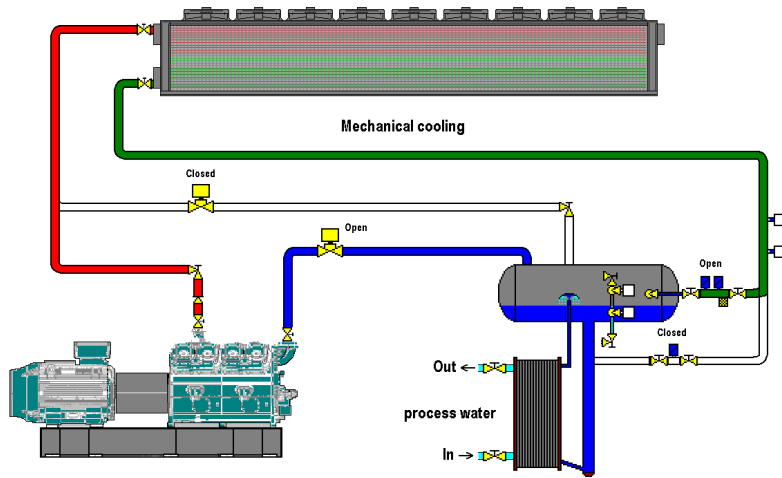 Mechanical cooling
Closed
Open
Open
Closed
Out
process water
In